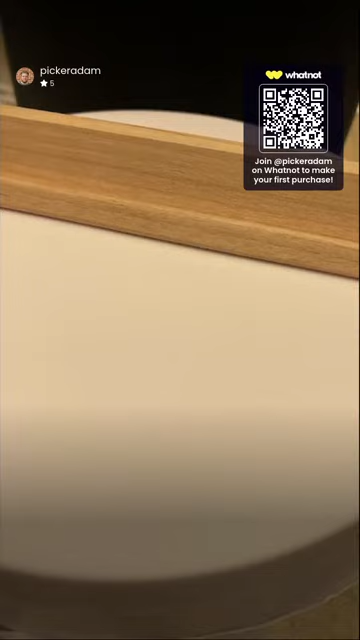 pickeradam
★ 5
whatnot
Join @pickeradam
on Whatnot to make
your first purchase!